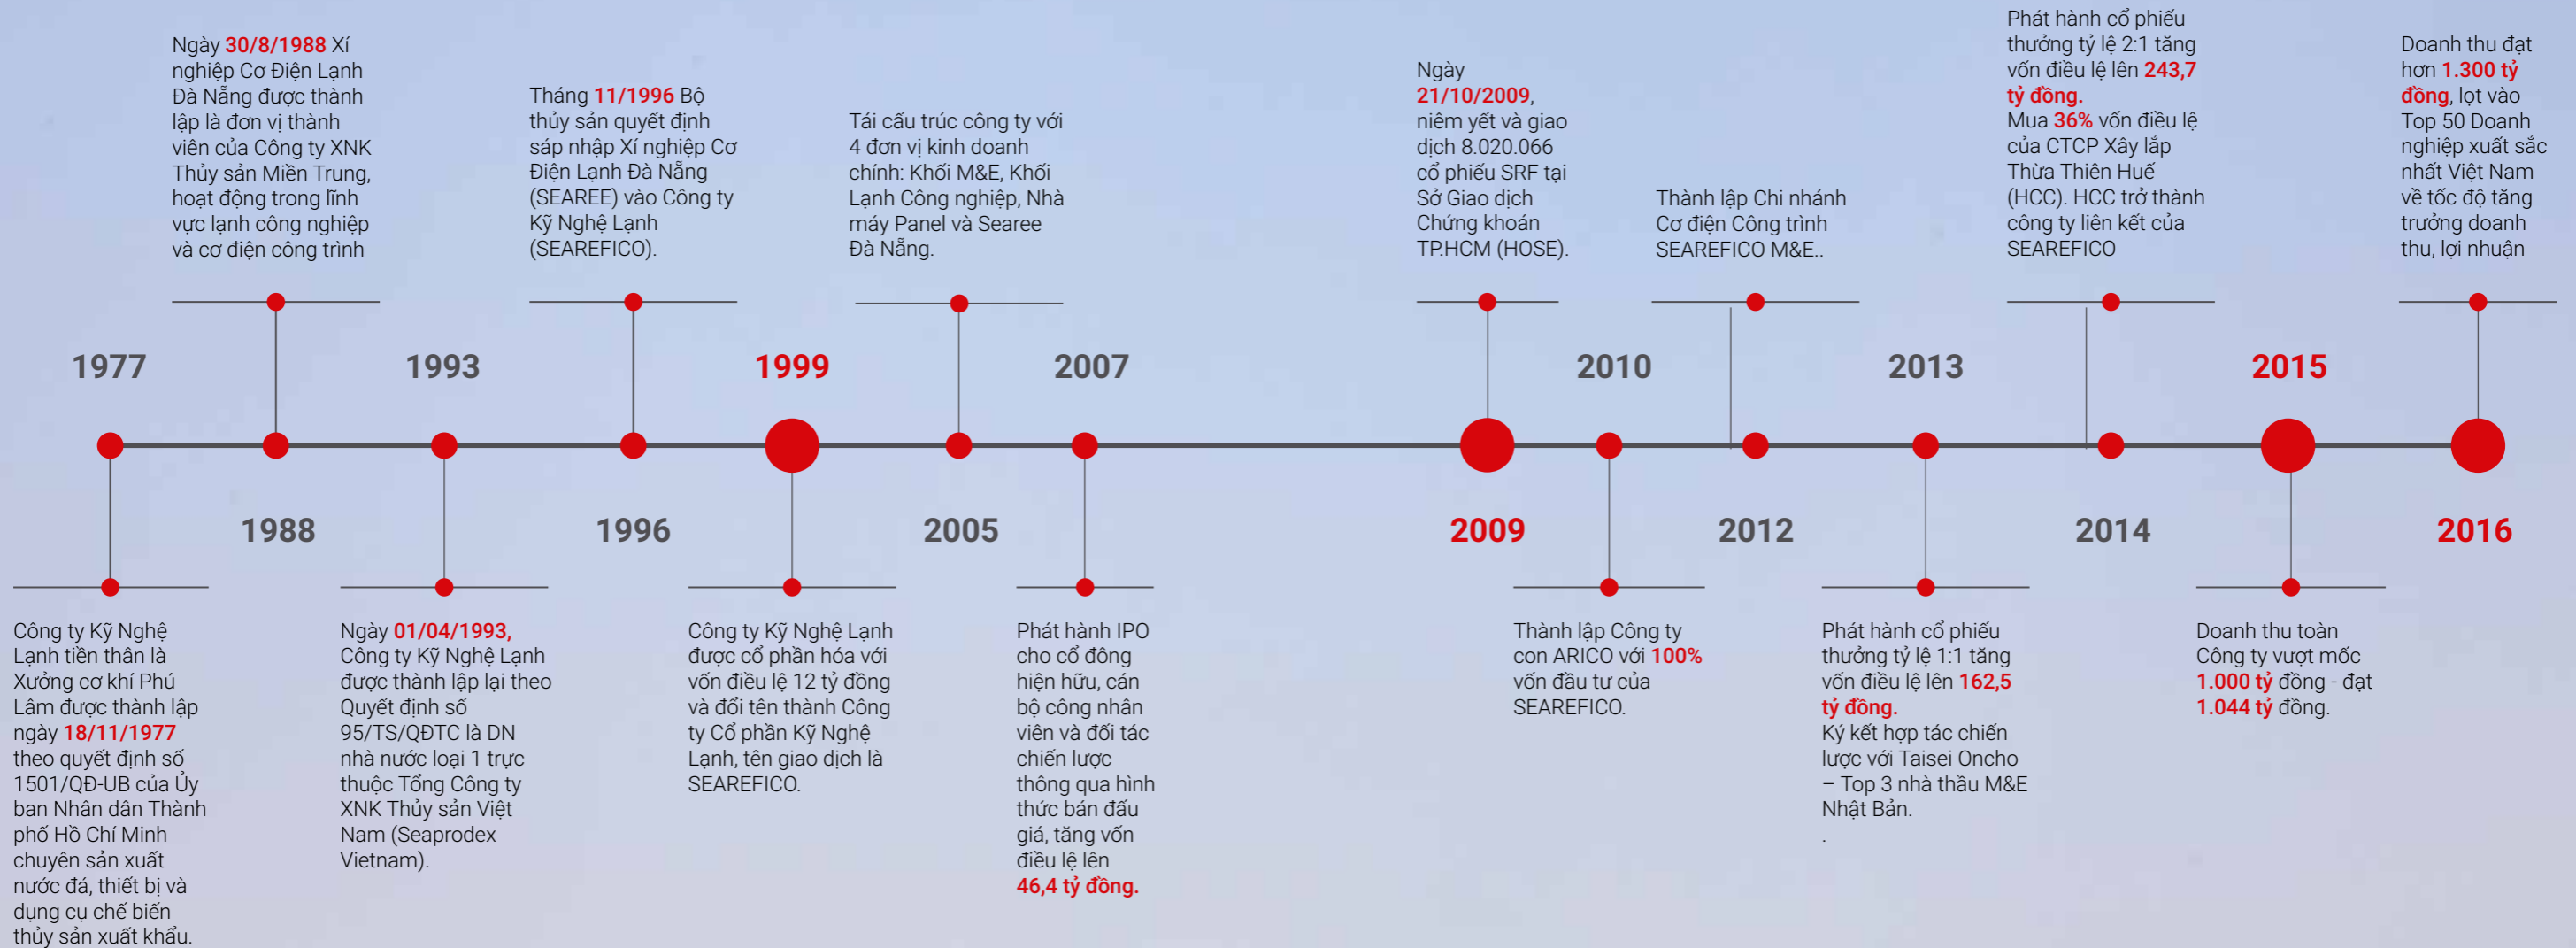 Ngày 30/8/1988 Xí
nghiệp Cơ Điện Lạnh
Đà Nẵng được thành
lập là đơn vị thành
viên của Công ty XNK
Thủy sản Miền Trung,
hoạt động trong lĩnh
vực lạnh công nghiệp
và cơ điện công trình
Tháng 11/1996 Bộ
thủy sản quyết định
sáp nhập Xí nghiệp Cơ
Điện Lạnh Đà Nẵng
(SEAREE) vào Công ty
Kỹ Nghệ Lạnh
(SEAREFICO).
Tái cấu trúc công ty với
4 đơn vị kinh doanh
chính: Khối M&E, Khối
Lạnh Công nghiệp, Nhà
máy Panel và Searee
Đà Nẵng.
Ngày
21/10/2009,
niêm yết và giao
dịch 8.020.066
cổ phiếu SRF tại
Sở Giao dịch
Chứng khoán
TP.HCM (HOSE).
Thành lập Chi nhánh
Cơ điện Công trình
SEAREFICO M&E..
Phát hành cổ phiếu
thưởng tỷ lệ 2:1 tăng
vốn điều lệ lên 243,7
tỷ đồng.
Mua 36% vốn điều lệ
của CTCP Xây lắp
Thừa Thiên Huế
(HCC). HCC trở thành
công ty liên kết của
SEAREFICO
Doanh thu đạt
hơn 1.300 tỷ
đồng, lọt vào
Top 50 Doanh
nghiệp xuất sắc
nhất Việt Nam
về tốc độ tăng
trưởng doanh
thu, lợi nhuận
1977
1993
1999
2007
2010
2013
2015
1988
1996
2005
2009
2012
2014
2016
Công ty Kỹ Nghệ
Lạnh tiền thân là
Xưởng cơ khí Phú
Lâm được thành lập
ngày 18/11/1977
theo quyết định số
1501/QĐ-UB của Ủy
ban Nhân dân Thành
phố Hồ Chí Minh
chuyên sản xuất
nước đá, thiết bị và
dụng cụ chế biến
thủy sản xuất khẩu.
Ngày 01/04/1993,
Công ty Kỹ Nghệ Lạnh
được thành lập lại theo
Quyết định số
95/TS/QĐTC là DN
nhà nước loại 1 trực
thuộc Tổng Công ty
XNK Thủy sản Việt
Nam (Seaprodex
Vietnam).
Công ty Kỹ Nghệ Lạnh
được cổ phần hóa với
vốn điều lệ 12 tỷ đồng
và đổi tên thành Công
ty Cổ phần Kỹ Nghệ
Lạnh, tên giao dịch là
SEAREFICO.
Phát hành IPO
cho cổ đông
hiện hữu, cán
bộ công nhân
viên và đối tác
chiến lược
thông qua hình
thức bán đấu
giá, tăng vốn
điều lệ lên
46,4 tỷ đồng.
Thành lập Công ty
con ARICO với 100%
vốn đầu tư của
SEAREFICO.
Phát hành cổ phiếu
thưởng tỷ lệ 1:1 tăng
vốn điều lệ lên 162,5
tỷ đồng.
Ký kết hợp tác chiến
lược với Taisei Oncho
– Top 3 nhà thầu M&E
Nhật Bản.
.
Doanh thu toàn
Công ty vượt mốc
1.000 tỷ đồng - đạt
1.044 tỷ đồng.